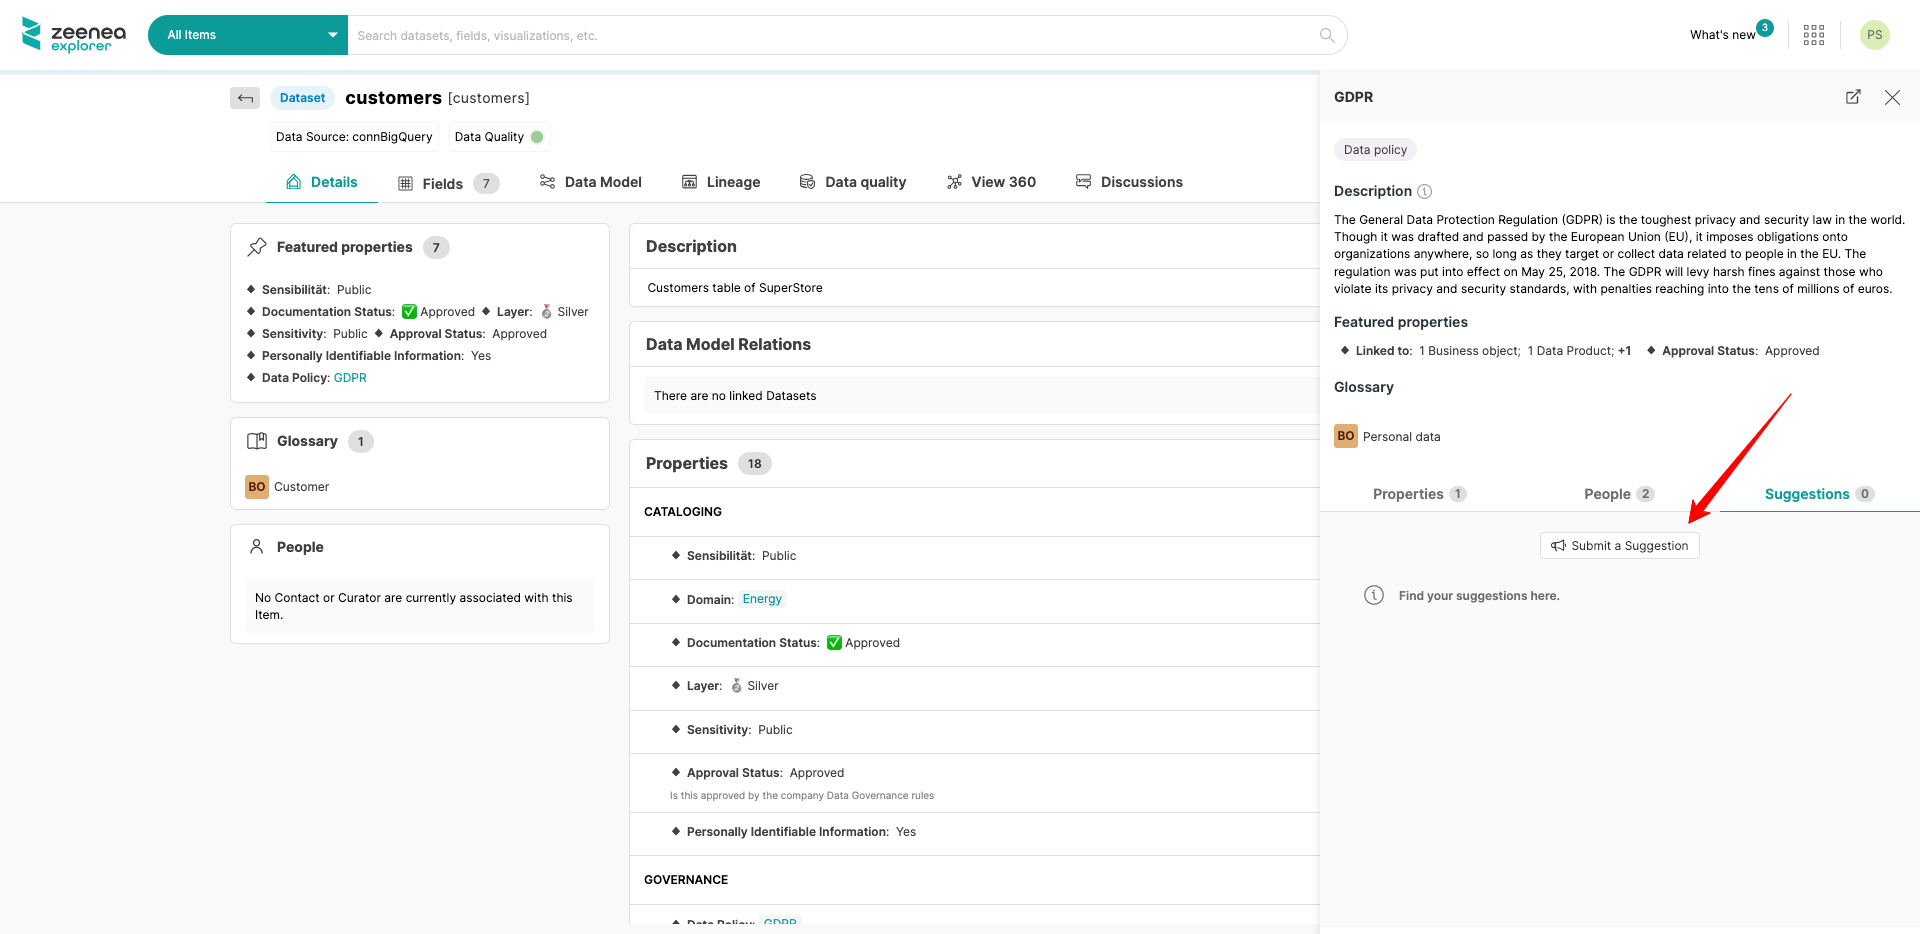 zeenea
explorer
All Items
Search datasets, fields, visualizations, etc.
What's new
3
PS
Dataset
customers [customers]
Data Source: connBigQuery
Data Quality
Details
Fields 7
Data Model
Lineage
Data quality
View 360
Discussions
Featured properties 7
Sensibilität: Public
Documentation Status: Approved
Layer: Silver
Sensitivity: Public
Approval Status: Approved
Personally Identifiable Information: Yes
Data Policy: GDPR
Glossary 1
BO Customer
People
No Contact or Curator are currently associated with this
Item.
Description
Customers table of SuperStore
Data Model Relations
There are no linked Datasets
Properties 18
CATALOGING
Sensibilität: Public
Domain: Energy
Documentation Status: Approved
Layer: Silver
Sensitivity: Public
Approval Status: Approved
Is this approved by the company Data Governance rules
Personally Identifiable Information: Yes
GOVERNANCE
Data Policy: GDPR
GDPR
Data policy
Description
The General Data Protection Regulation (GDPR) is the toughest privacy and security law in the world.
Though it was drafted and passed by the European Union (EU), it imposes obligations onto
organizations anywhere, so long as they target or collect data related to people in the EU. The
regulation was put into effect on May 25, 2018. The GDPR will levy harsh fines against those who
violate its privacy and security standards, with penalties reaching into the tens of millions of euros.
Featured properties
Linked to: 1 Business object; 1 Data Product; +1
Approval Status: Approved
Glossary
BO Personal data
Properties 1
People 2
Suggestions 0
Submit a Suggestion
Find your suggestions here.